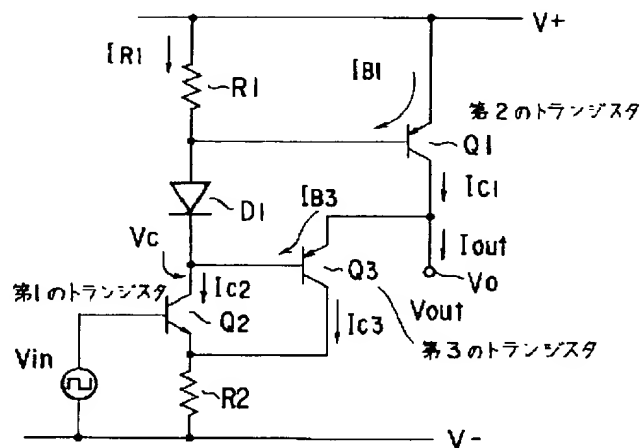 V+
IR1
R1
IB1
第2のトランジスタ
Q1
IC1
D1
IB3
Iout
Vc
Vo
Ic2
Q3
第1のトランジスタ
Vout
Q2
Ic3
第3のトランジスタ
Vin
R2
V-